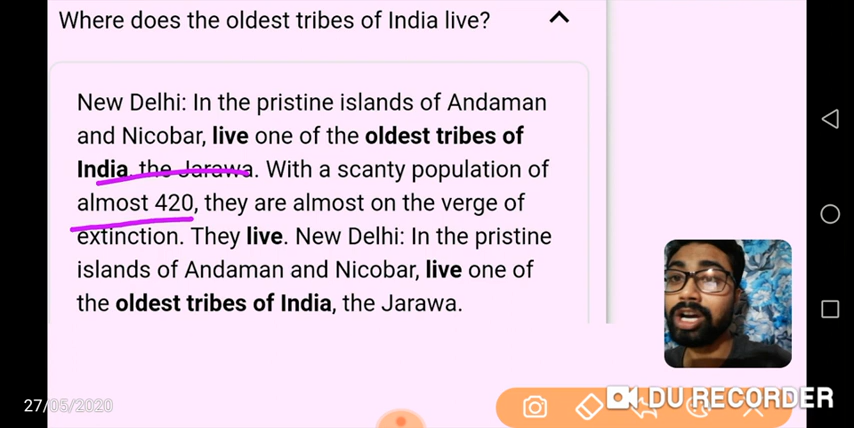 Where does the oldest tribes of India live?
New Delhi: In the pristine islands of Andaman
and Nicobar, live one of the oldest tribes of
India, the Jarawa. With a scanty population of
almost 420, they are almost on the verge of
extinction. They live. New Delhi: In the pristine
islands of Andaman and Nicobar, live one of
the oldest tribes of India, the Jarawa.
27/05/2020
DU RECORDER